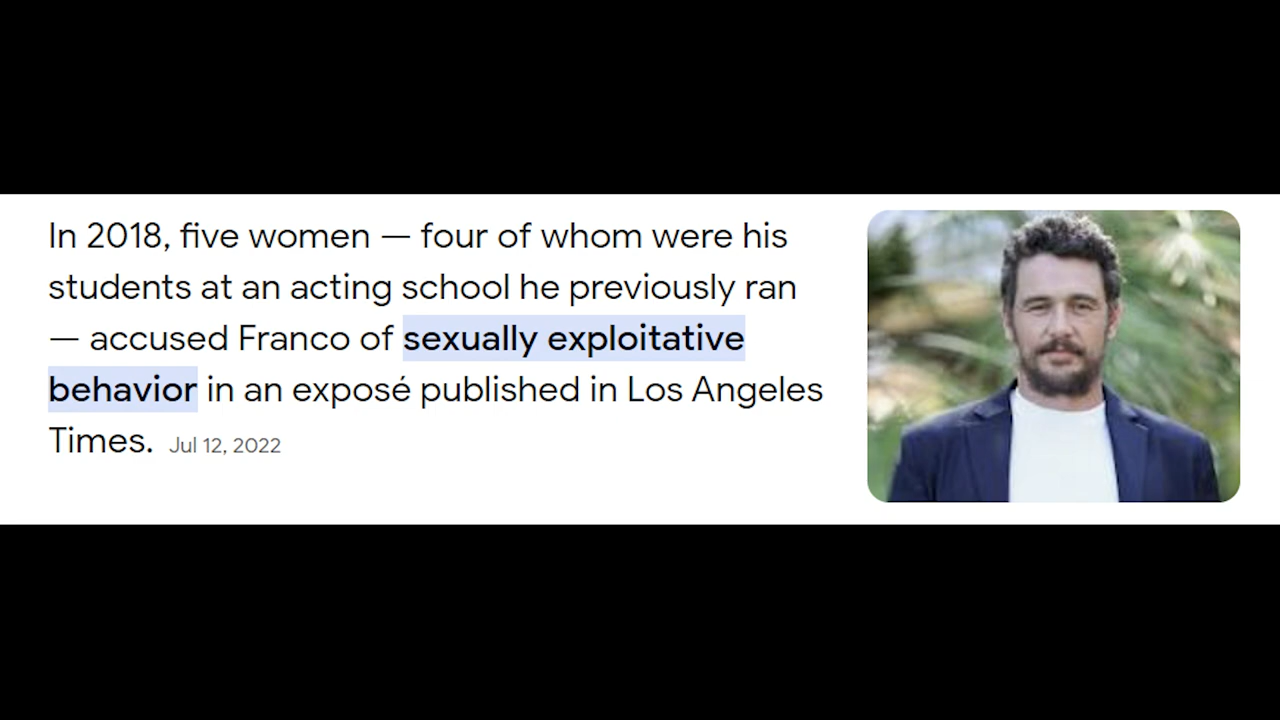 In 2018, five women — four of whom were his
students at an acting school he previously ran
— accused Franco of sexually exploitative
behavior in an exposé published in Los Angeles
Times. Jul 12, 2022